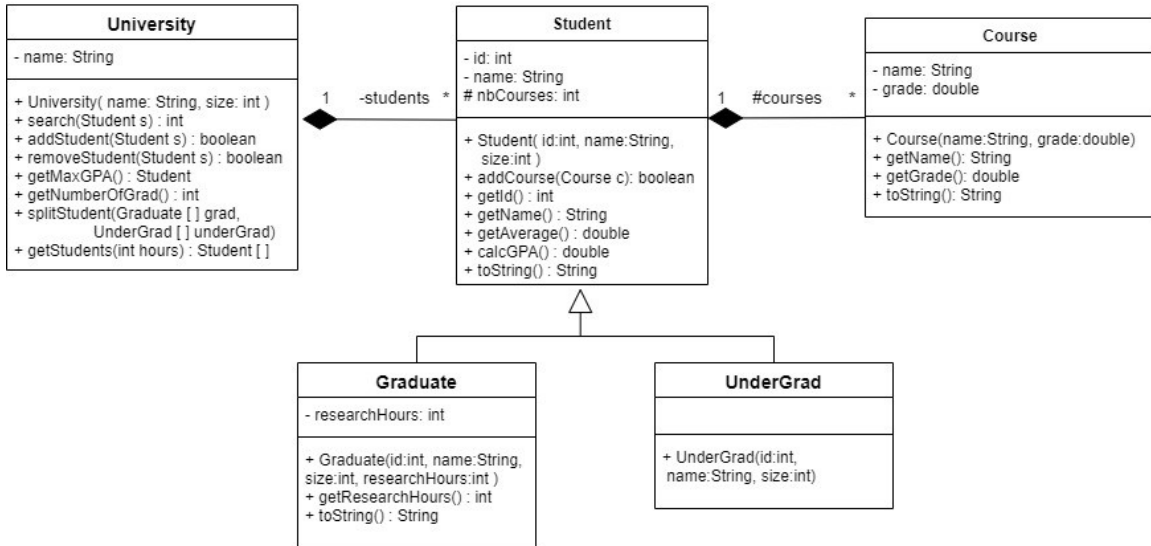 University
- name: String
+ University( name: String, size: int )
+ search(Student s) : int
+ addStudent(Student s) : boolean
+ removeStudent(Student s) : boolean
+ getMaxGPA() : Student
+ getNumberOfGrad() : int
+ splitStudent(Graduate [ ] grad,
UnderGrad [ ] underGrad)
+ getStudents(int hours) : Student [ ]
1 -students *
Student
- id: int
- name: String
# nbCourses: int
+ Student( id:int, name:String,
size:int )
+ addCourse(Course c): boolean
+ getId() : int
+ getName() : String
+ getAverage() : double
+ calcGPA() : double
+ toString() : String
1 #courses *
Course
- name: String
- grade: double
+ Course(name:String, grade:double)
+ getName(): String
+ getGrade(): double
+ toString(): String
Graduate
- researchHours: int
+ Graduate(id:int, name:String,
size:int, researchHours:int )
+ getResearchHours() : int
+ toString() : String
UnderGrad
+ UnderGrad(id:int,
name:String, size:int)